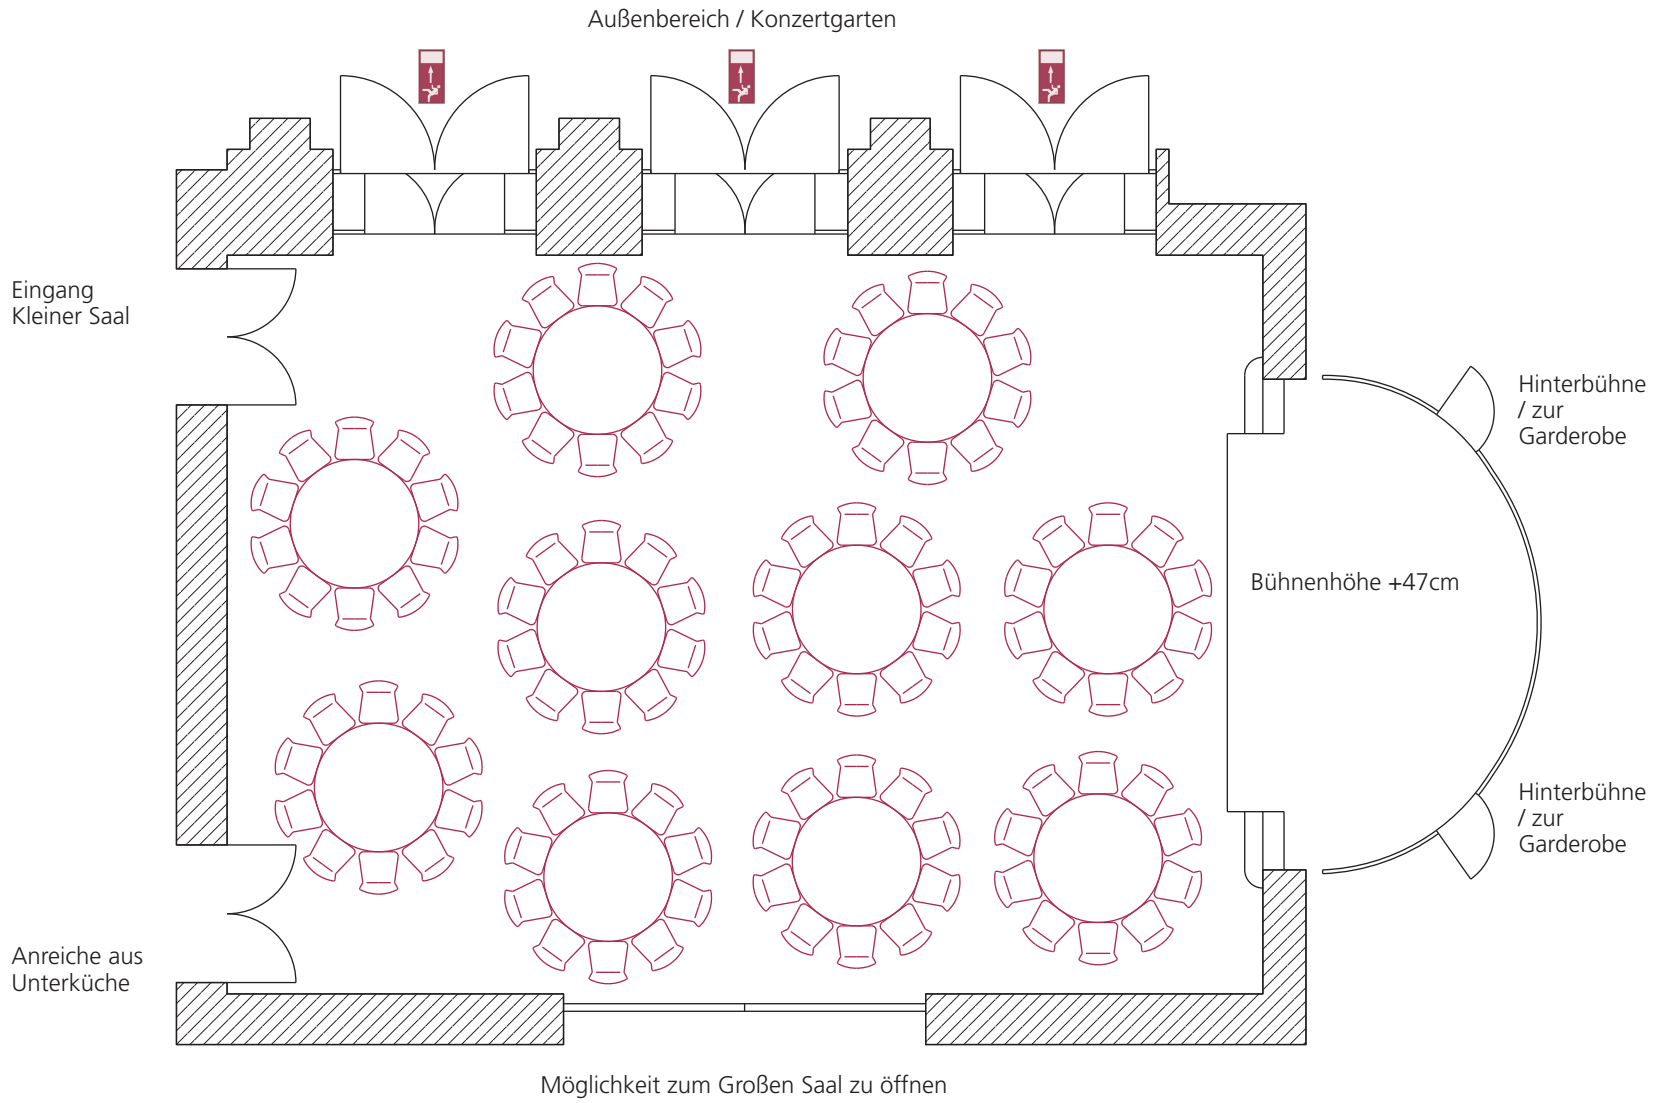 Außenbereich / Konzertgarten
Eingang
Kleiner Saal
Hinterbühne
/ zur
Garderobe
Bühnenhöhe +47cm
Hinterbühne
/ zur
Garderobe
Anreiche aus
Unterküche
Möglichkeit zum Großen Saal zu öffnen